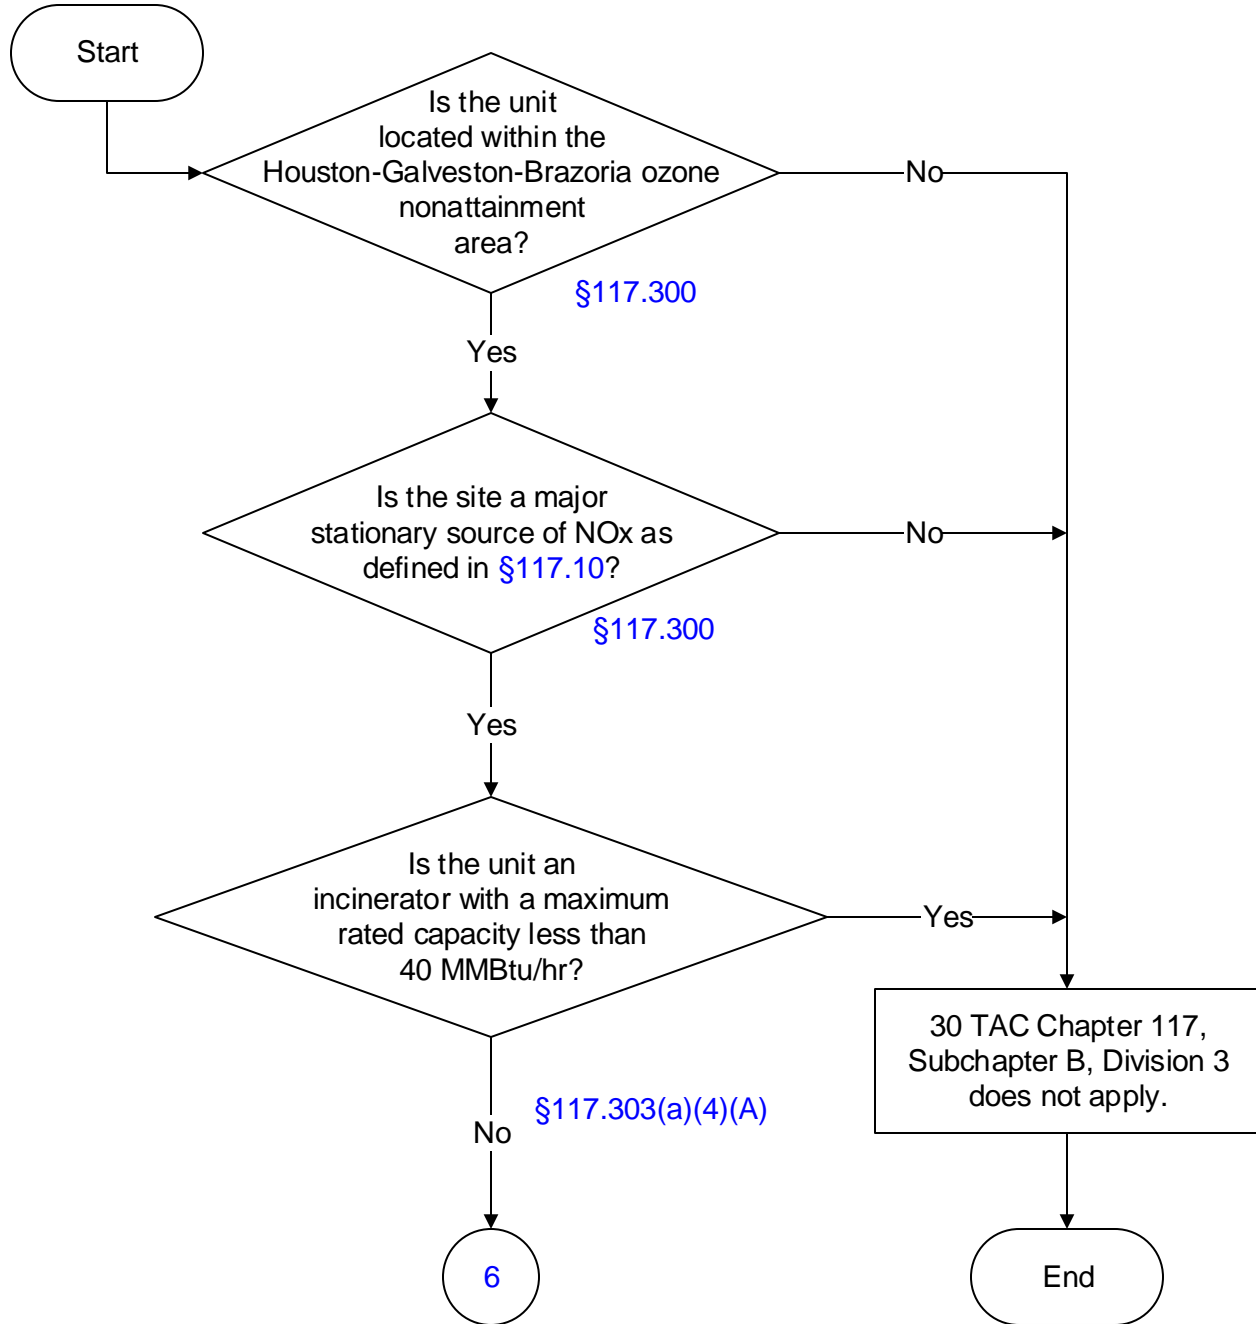 Start
Is the unit
located within the
Houston-Galveston-Brazoria ozone
nonattainment
area?
No
§117.300
Yes
Is the site a major
stationary source of NOx as
defined in §117.10?
No
§117.300
Yes
Is the unit an
incinerator with a maximum
rated capacity less than
40 MMBtu/hr?
Yes
§117.303(a)(4)(A)
No
30 TAC Chapter 117,
Subchapter B, Division 3
does not apply.
6
End